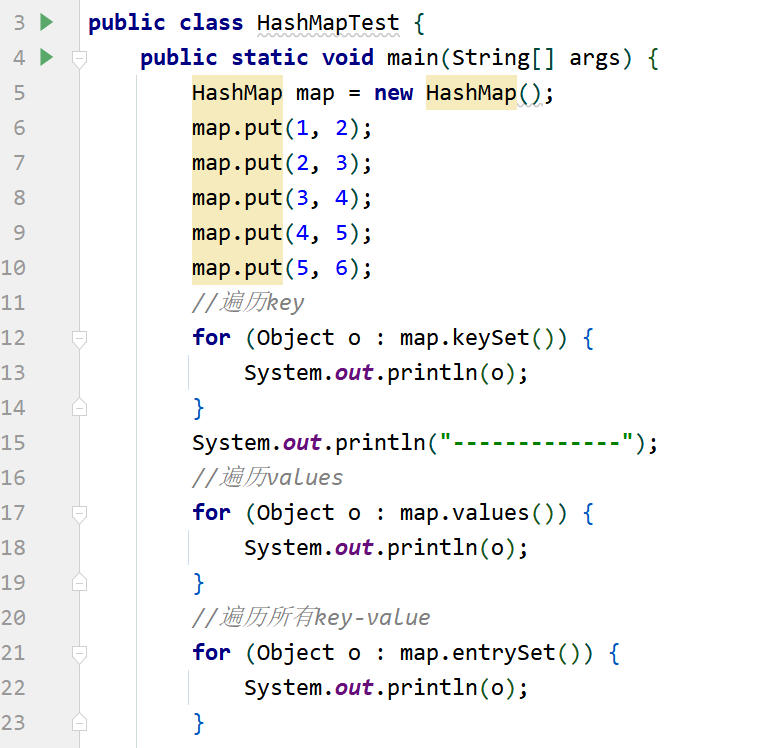 3 public class HashMapTest {
4 public static void main(String[] args) {
5 HashMap map = new HashMap();
6 map.put(1, 2);
7 map.put(2, 3);
8 map.put(3, 4);
9 map.put(4, 5);
10 map.put(5, 6);
11 //遍历key
12 for (Object o : map.keySet()) {
13 System.out.println(o);
14 }
15 System.out.println("-------------");
16 //遍历values
17 for (Object o : map.values()) {
18 System.out.println(o);
19 }
20 //遍历所有key-value
21 for (Object o : map.entrySet()) {
22 System.out.println(o);
23 }